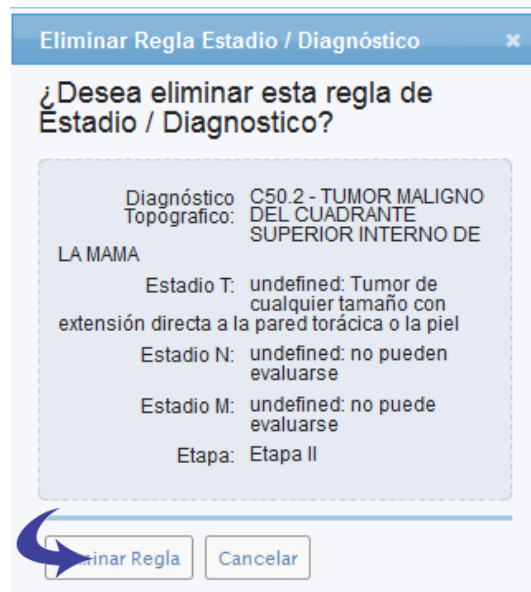 Eliminar Regla Estadio / Diagnóstico
¿Desea eliminar esta regla de
Estadio / Diagnostico?
Diagnóstico C50.2 - TUMOR MALIGNO
Topografico: DEL CUADRANTE
SUPERIOR INTERNO DE
LA MAMA
Estadio T: undefined: Tumor de
cualquier tamaño con
extensión directa a la pared torácica o la piel
Estadio N: undefined: no pueden
evaluarse
Estadio M: undefined: no puede
evaluarse
Etapa: Etapa II
Regla
Cancelar